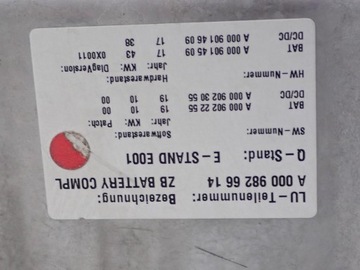 LU-Teilenummer: Bezeichnung:
A 000 982 66 14 ZB BATTERY COMPL
Q-Stand: E-STAND E001
SW-Nummer: Softwarestand:
Jahr: KW: Patch:
BAT A 000 902 22 55 19 10 00
DC/DC A 000 902 30 55 19 10 00
HW-Nummer: Hardwarestand:
Jahr: KW: DiagVersion:
BAT A 000 901 45 09 17 43 0X0011
DC/DC A 000 901 46 09 17 38